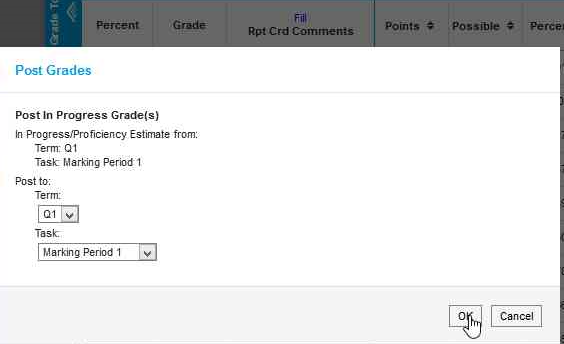 Grade To
Percent
Grade
Fill
Rpt Crd Comments
Points
Possible
Perce
Post Grades
Post In Progress Grade(s)
In Progress/Proficiency Estimate from:
Term: Q1
Task: Marking Period 1
Post to:
Term:
Q1
Task:
Marking Period 1
OK Cancel